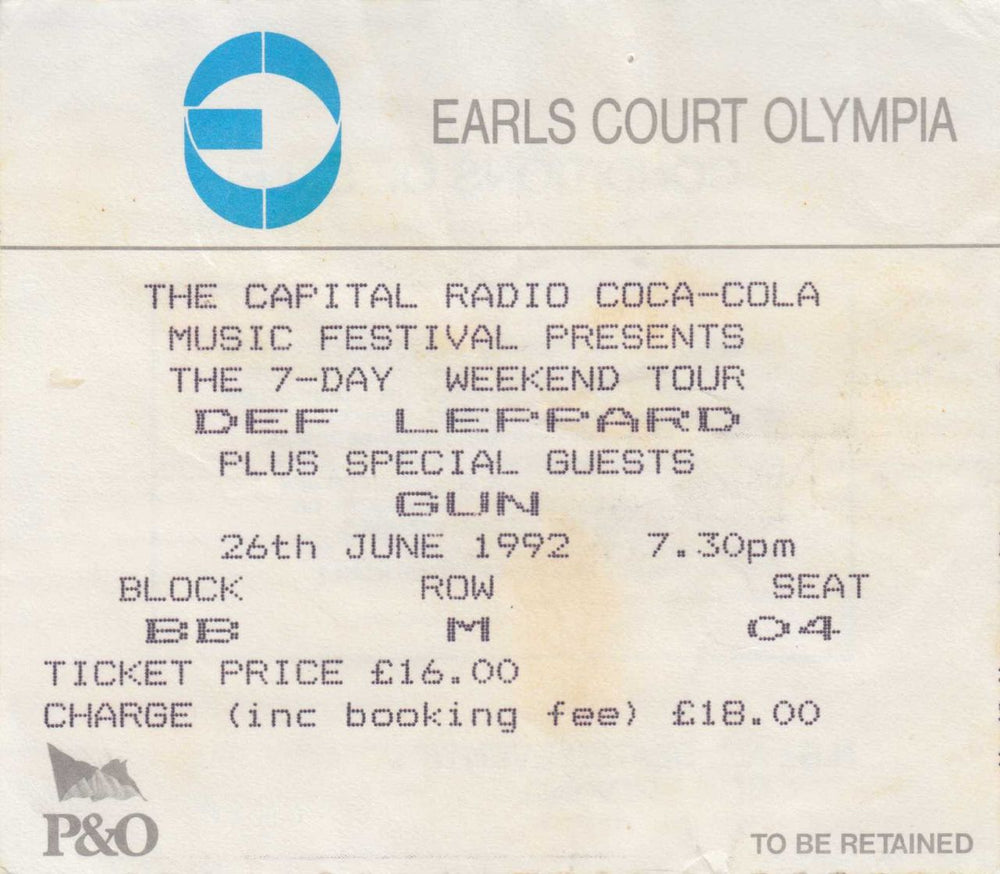 EARLS COURT OLYMPIA
THE CAPITAL RADIO COCA-COLA
MUSIC FESTIVAL PRESENTS
THE 7-DAY WEEKEND TOUR
DEF LEPPARD
PLUS SPECIAL GUESTS
GUN
26th JUNE 1992 7.30pm
BLOCK ROW SEAT
BB M 04
TICKET PRICE £16.00
CHARGE (inc booking fee) £18.00
P&O
TO BE RETAINED